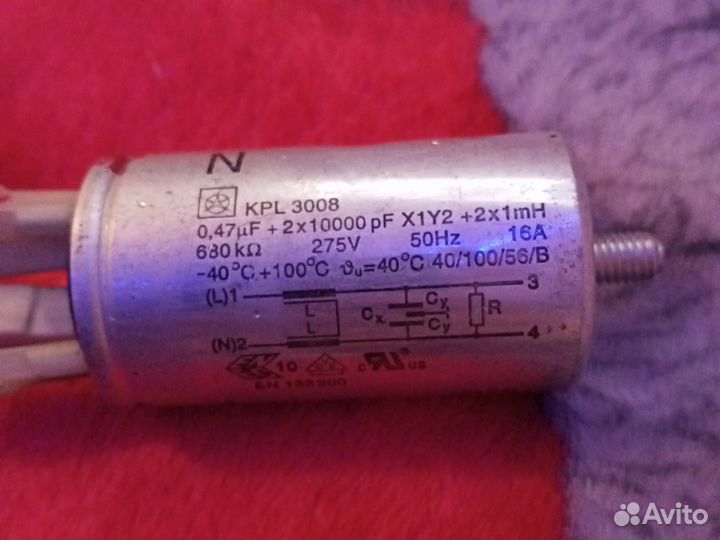 N
KPL 3008
0,47µF + 2x10000 pF X1Y2 +2x1mH
680 kΩ 275V 50Hz 16A
-40°C +100°C ϑu=40°C 40/100/56/B
(L)1 3
L Cx Cy R
L Cy
(N)2 4
10 c US
EN 133200
Avito